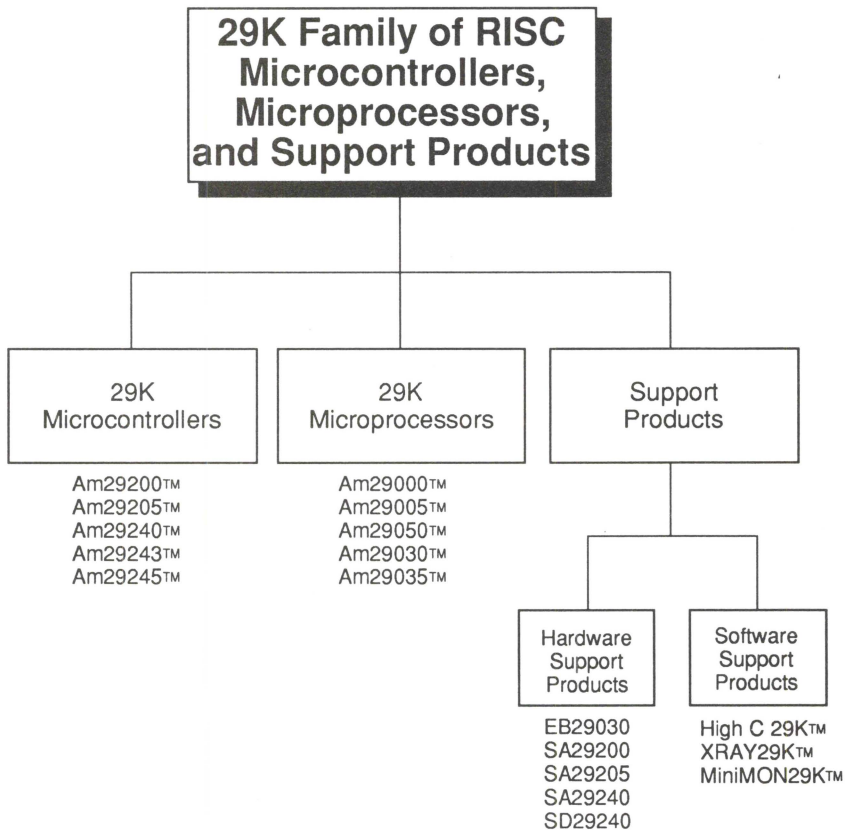 29K Family of RISC
Microcontrollers,
Microprocessors,
and Support Products
29K
Microcontrollers
Am29200™
Am29205™
Am29240™
Am29243™
Am29245™
29K
Microprocessors
Am29000™
Am29005™
Am29050™
Am29030™
Am29035™
Support
Products
Hardware
Support
Products
EB29030
SA29200
SA29205
SA29240
SD29240
Software
Support
Products
High C 29K™
XRAY29K™
MiniMON29K™